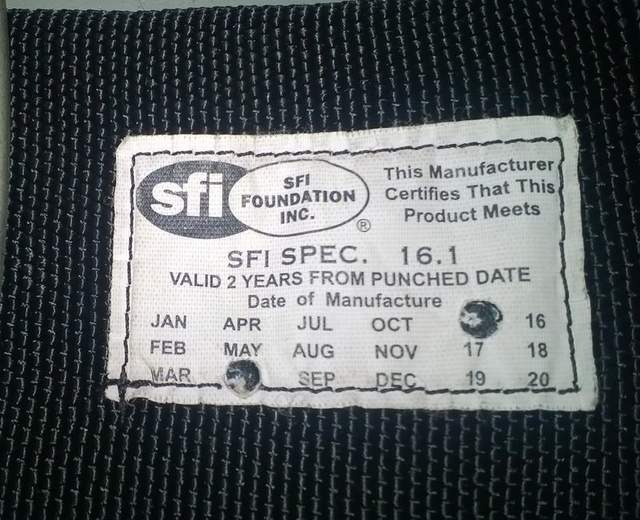 sfi
SFI
FOUNDATION
INC.
®
This Manufacturer
Certifies That This
Product Meets
SFI SPEC. 16.1
VALID 2 YEARS FROM PUNCHED DATE
Date of Manufacture
JAN APR JUL OCT 16
FEB MAY AUG NOV 17 18
MAR SEP DEC 19 20